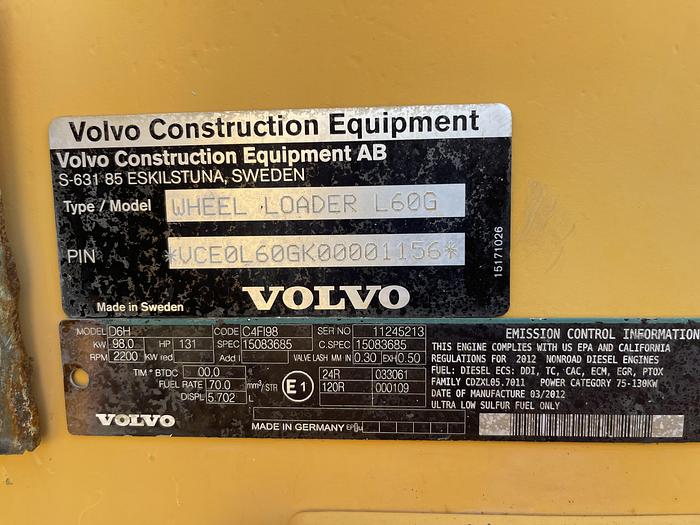 Volvo Construction Equipment
Volvo Construction Equipment AB
S-631 85 ESKILSTUNA, SWEDEN
Type / Model WHEEL LOADER L60G
PIN *VCE0L60GK00001156*
Made in Sweden VOLVO
15171026
MODEL D6H CODE C4FI98 SER NO 11245213
KW 98,0 HP 131 SPEC 15083685 C.SPEC 15083685
RPM 2200 KW red Add I VALVE LASH MM IN 0.30 EXH 0.50
TIM ° BTDC 00,0 24R 033061
FUEL RATE 70.0 mm³/STR E1 120R 000109
DISPL 5.702 L
VOLVO MADE IN GERMANY
EMISSION CONTROL INFORMATION
THIS ENGINE COMPLIES WITH US EPA AND CALIFORNIA
REGULATIONS FOR 2012 NONROAD DIESEL ENGINES
FUEL: DIESEL ECS: DDI, TC, CAC, ECM, EGR, PTOX
FAMILY CDZXL05.7011 POWER CATEGORY 75-130KW
DATE OF MANUFACTURE 03/2012
ULTRA LOW SULFUR FUEL ONLY